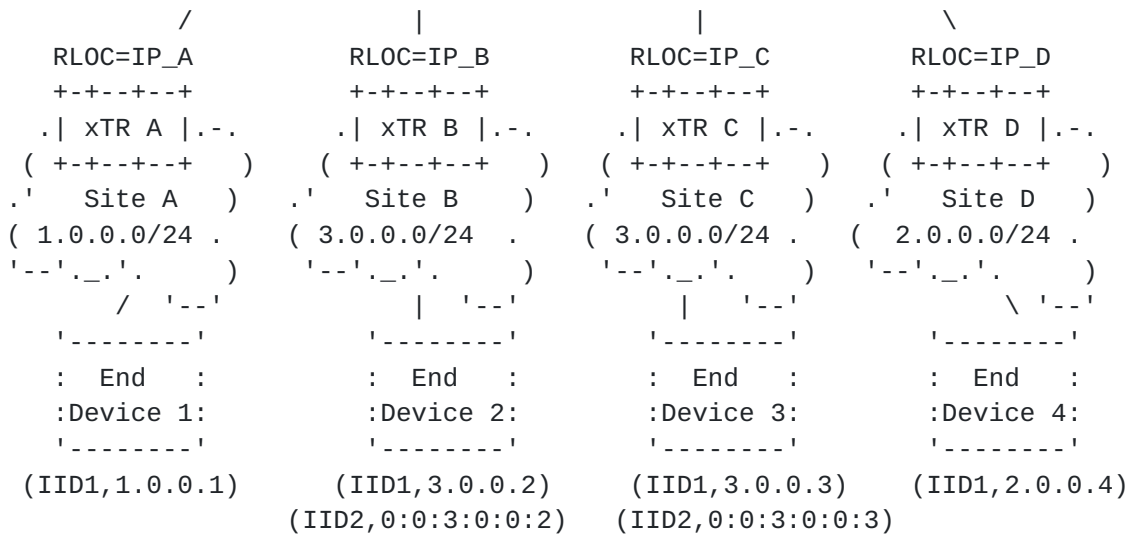 /               |                  |                \
   RLOC=IP_A          RLOC=IP_B         RLOC=IP_C         RLOC=IP_D
   +-+--+--+          +-+--+--+         +-+--+--+         +-+--+--+
  .| xTR A |.-.      .| xTR B |.-.     .| xTR C |.-.     .| xTR D |.-.
 ( +-+--+--+   )    ( +-+--+--+   )   ( +-+--+--+   )   ( +-+--+--+   )
.'   Site A   )   .'   Site B    )   .'   Site C   )   .'   Site D   )
( 1.0.0.0/24 .    ( 3.0.0.0/24  .    ( 3.0.0.0/24 .   (  2.0.0.0/24 .
'--'._.'.     )    '--'._.'.     )    '--'._.'.    )   '--'._.'.     )
       /  '--'            |  '--'          |   '--'             \ '--'
   '--------'          '--------'       '--------'        '--------'
   :  End   :          :  End   :       :  End   :        :  End   :
   :Device 1:          :Device 2:       :Device 3:        :Device 4:
   '--------'          '--------'       '--------'        '--------'
 (IID1,1.0.0.1)      (IID1,3.0.0.2)     (IID1,3.0.0.3)    (IID1,2.0.0.4)
                  (IID2,0:0:3:0:0:2)   (IID2,0:0:3:0:0:3)